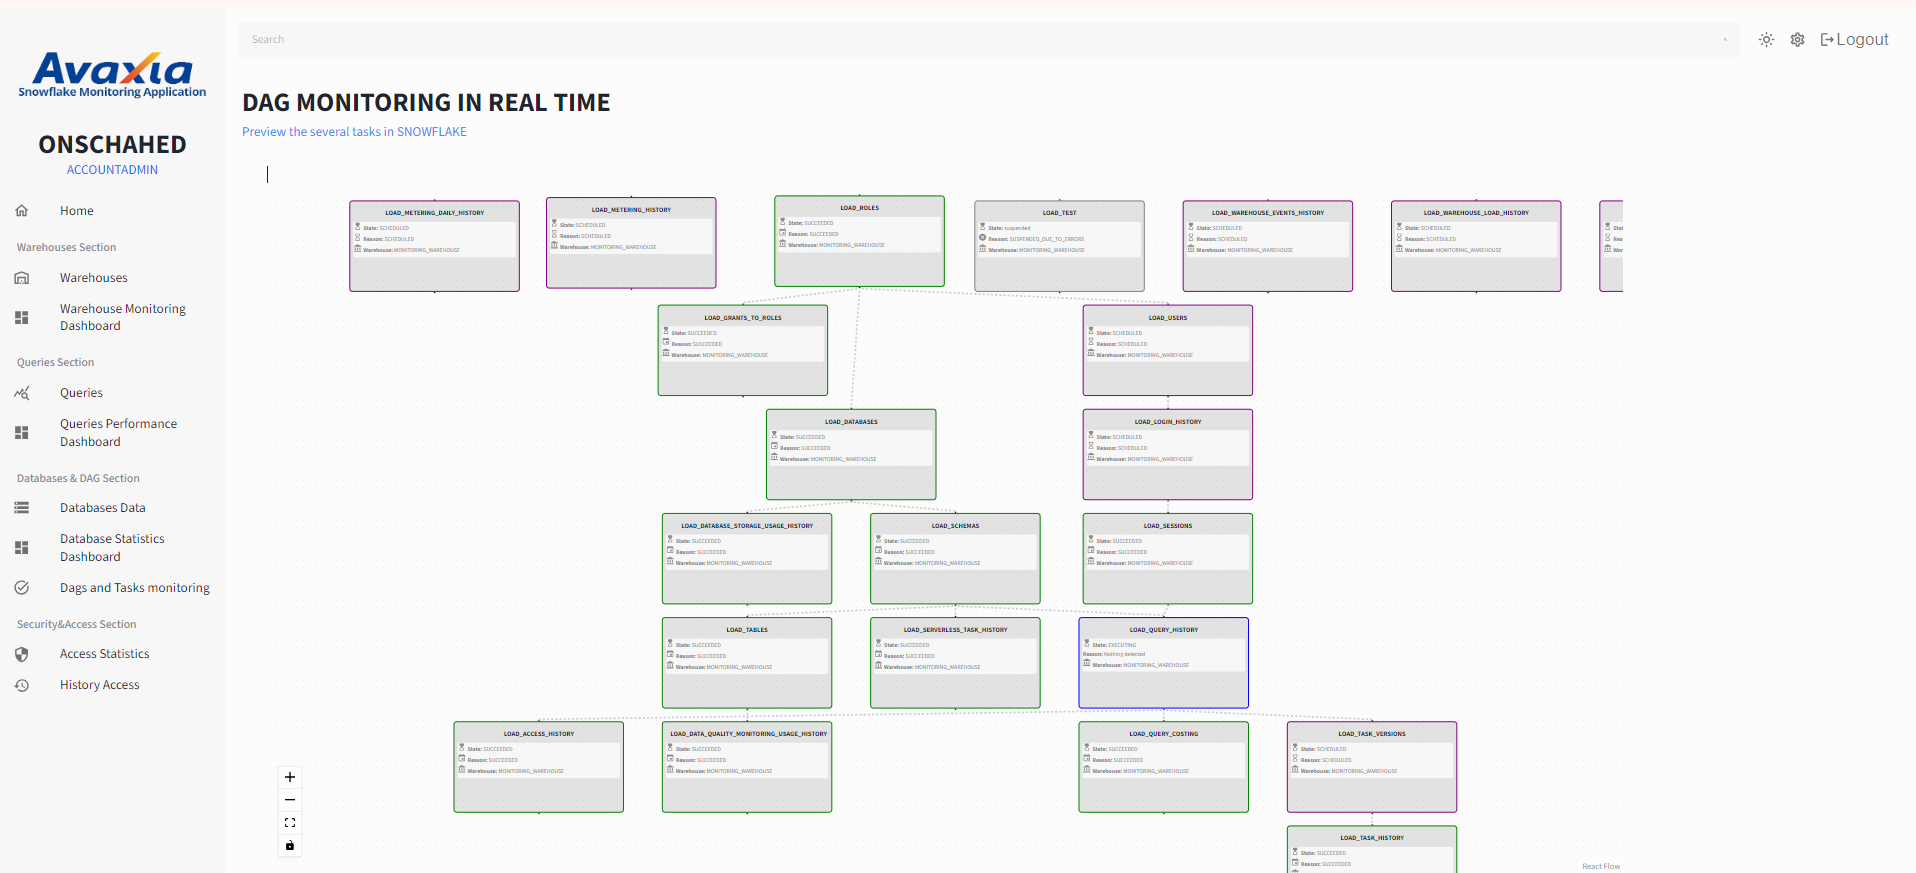 Search
Logout
Avaxia
Snowflake Monitoring Application
ONSCHAHED
ACCOUNTADMIN
Home
Warehouses Section
Warehouses
Warehouse Monitoring
Dashboard
Queries Section
Queries
Queries Performance
Dashboard
Databases & DAG Section
Databases Data
Database Statistics
Dashboard
Dags and Tasks monitoring
Security&Access Section
Access Statistics
History Access
DAG MONITORING IN REAL TIME
Preview the several tasks in SNOWFLAKE
LOAD_METERING_DAILY_HISTORY
State: SCHEDULED
Reason: SCHEDULED
Warehouse: MONITORING_WAREHOUSE
LOAD_METERING_HISTORY
State: SCHEDULED
Reason: SCHEDULED
Warehouse: MONITORING_WAREHOUSE
LOAD_ROLES
State: SUCCEEDED
Reason: SUCCEEDED
Warehouse: MONITORING_WAREHOUSE
LOAD_TEST
State: suspended
Reason: SUSPENDED_DUE_TO_ERRORS
Warehouse: MONITORING_WAREHOUSE
LOAD_WAREHOUSE_EVENTS_HISTORY
State: SCHEDULED
Reason: SCHEDULED
Warehouse: MONITORING_WAREHOUSE
LOAD_WAREHOUSE_LOAD_HISTORY
State: SCHEDULED
Reason: SCHEDULED
Warehouse: MONITORING_WAREHOUSE
LOAD_GRANTS_TO_ROLES
State: SUCCEEDED
Reason: SUCCEEDED
Warehouse: MONITORING_WAREHOUSE
LOAD_USERS
State: SCHEDULED
Reason: SCHEDULED
Warehouse: MONITORING_WAREHOUSE
LOAD_DATABASES
State: SUCCEEDED
Reason: SUCCEEDED
Warehouse: MONITORING_WAREHOUSE
LOAD_LOGIN_HISTORY
State: SCHEDULED
Reason: SCHEDULED
Warehouse: MONITORING_WAREHOUSE
LOAD_DATABASE_STORAGE_USAGE_HISTORY
State: SUCCEEDED
Reason: SUCCEEDED
Warehouse: MONITORING_WAREHOUSE
LOAD_SCHEMAS
State: SUCCEEDED
Reason: SUCCEEDED
Warehouse: MONITORING_WAREHOUSE
LOAD_SESSIONS
State: SUCCEEDED
Reason: SUCCEEDED
Warehouse: MONITORING_WAREHOUSE
LOAD_TABLES
State: SUCCEEDED
Reason: SUCCEEDED
Warehouse: MONITORING_WAREHOUSE
LOAD_SERVERLESS_TASK_HISTORY
State: SUCCEEDED
Reason: SUCCEEDED
Warehouse: MONITORING_WAREHOUSE
LOAD_QUERY_HISTORY
State: EXECUTING
Reason: Nothing detected
Warehouse: MONITORING_WAREHOUSE
LOAD_ACCESS_HISTORY
State: SUCCEEDED
Reason: SUCCEEDED
Warehouse: MONITORING_WAREHOUSE
LOAD_DATA_QUALITY_MONITORING_USAGE_HISTORY
State: SUCCEEDED
Reason: SUCCEEDED
Warehouse: MONITORING_WAREHOUSE
LOAD_QUERY_COSTING
State: SUCCEEDED
Reason: SUCCEEDED
Warehouse: MONITORING_WAREHOUSE
LOAD_TASK_VERSIONS
State: SCHEDULED
Reason: SCHEDULED
Warehouse: MONITORING_WAREHOUSE
LOAD_TASK_HISTORY
State: SUCCEEDED
Reason: SUCCEEDED
React Flow